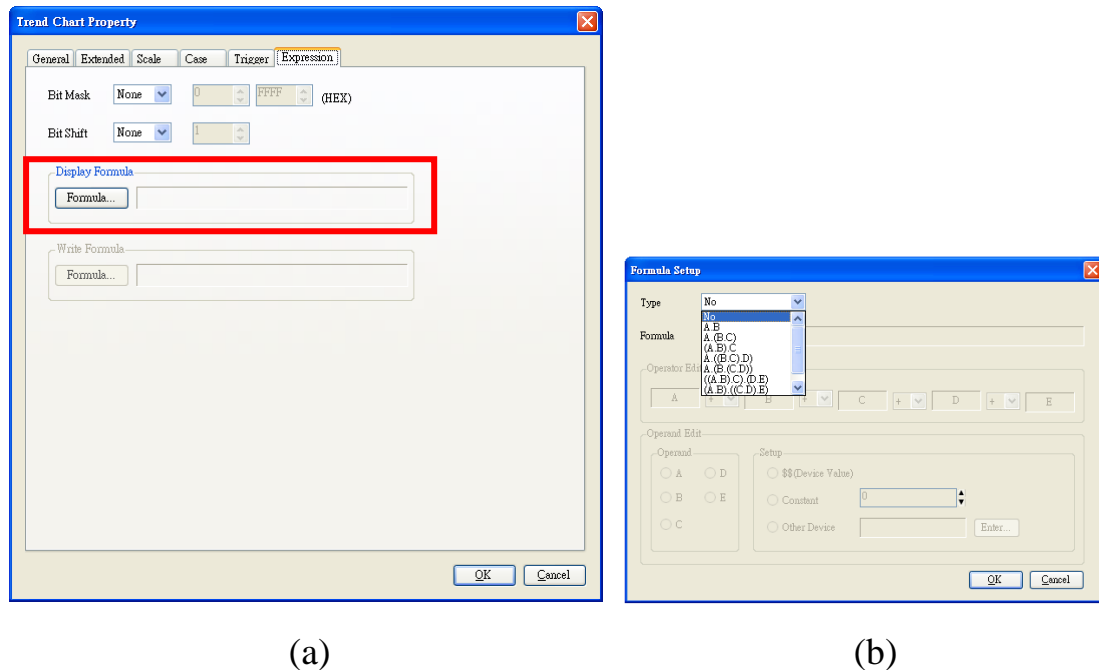 Trend Chart Property
General Extended Scale Case Trigger Expression
Bit Mask None 0 FFFF (HEX)
Bit Shift None 1
Display Formula
Formula...
Write Formula
Formula...
OK Cancel
(a)
Formula Setup
Type No
No
A.B
A.(B.C)
(A.B).C
A.((B.C).D)
A.(B.(C.D))
((A.B).C).(D.E)
(A.B).((C.D).E)
Formula
Operator Edi
A + B + C + D + E
Operand Edit
Operand
A D
B E
C
Setup
$$(Device Value)
Constant 0
Other Device Enter...
OK Cancel
(b)